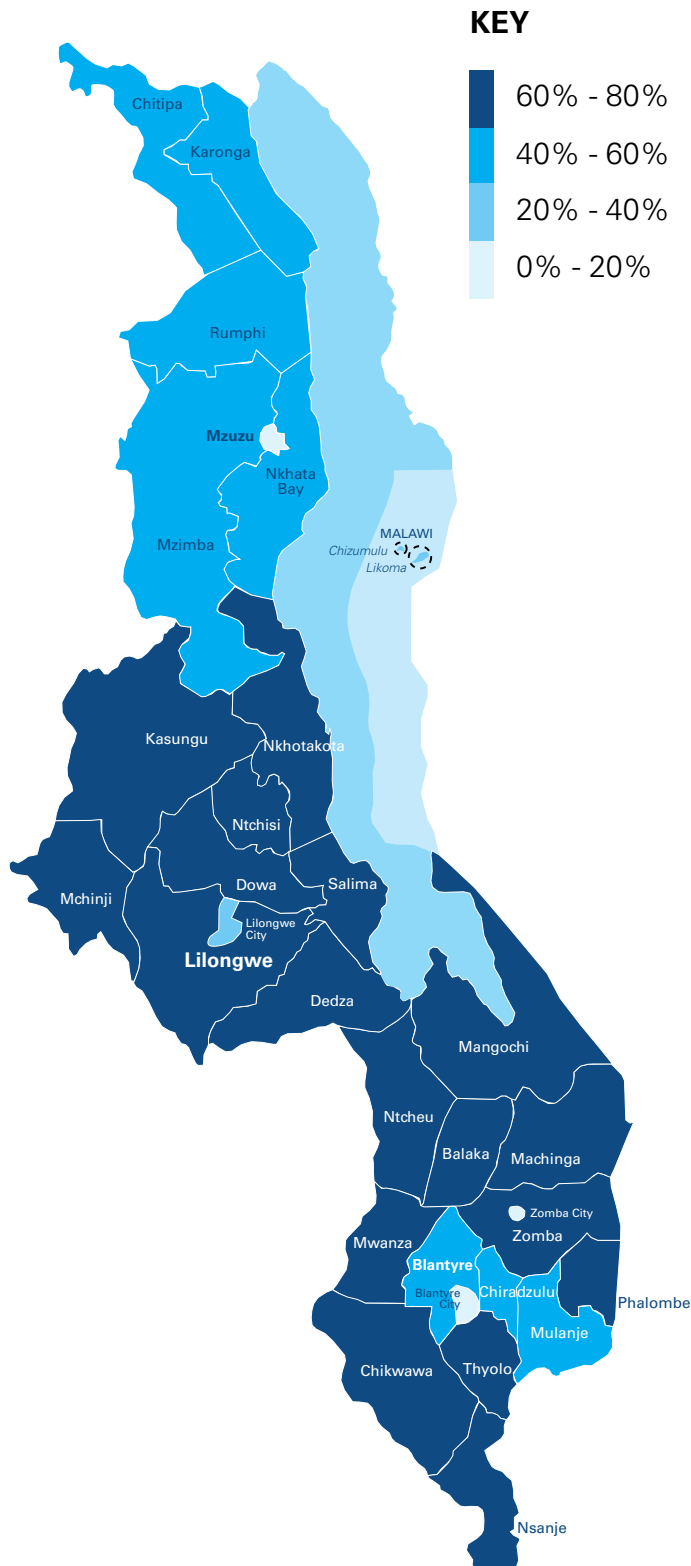 KEY
60% - 80%
40% - 60%
20% - 40%
0% - 20%
Chitipa
Karonga
Rumphi
Mzuzu
Nkhata
Bay
Mzimba
MALAWI
Chizumulu
Likoma
Kasungu
Nkhotakota
Ntchisi
Mchinji
Dowa
Salima
Lilongwe
City
Lilongwe
Dedza
Mangochi
Ntcheu
Balaka
Machinga
Zomba City
Zomba
Mwanza
Blantyre
Blantyre
City
Chiradzulu
Phalombe
Mulanje
Chikwawa
Thyolo
Nsanje